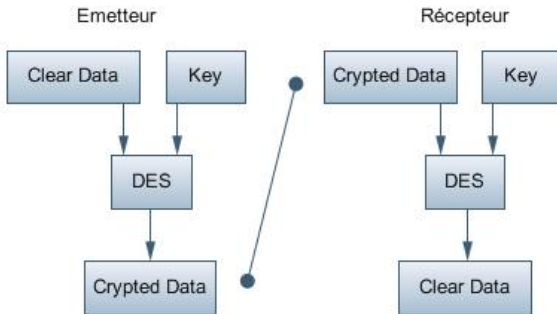 Emetteur
Clear Data
Key
DES
Crypted Data
Récepteur
Crypted Data
Key
DES
Clear Data